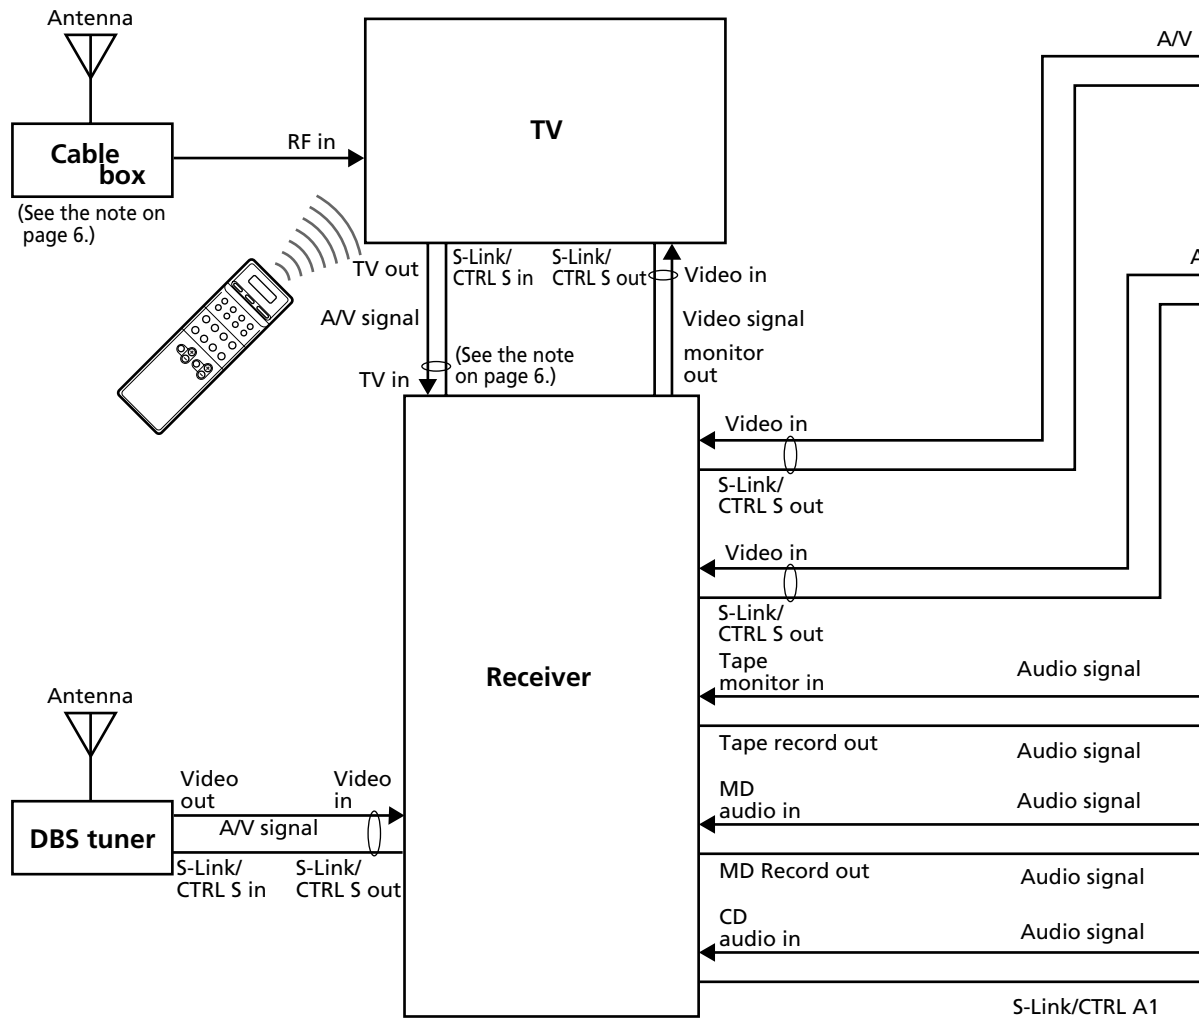 Antenna
A/V
TV
Cable
box
RF in
(See the note on
page 6.)
TV out
S-Link/
CTRL S in
S-Link/
CTRL S out
Video in
A
A/V signal
Video signal
(See the note
on page 6.)
monitor
out
TV in
Video in
S-Link/
CTRL S out
Video in
S-Link/
CTRL S out
Receiver
Tape
monitor in
Audio signal
Tape record out
Audio signal
MD
audio in
Audio signal
MD Record out
Audio signal
CD
audio in
Audio signal
S-Link/CTRL A1
Antenna
Video
out
Video
in
DBS tuner
A/V signal
S-Link/
CTRL S in
S-Link/
CTRL S out